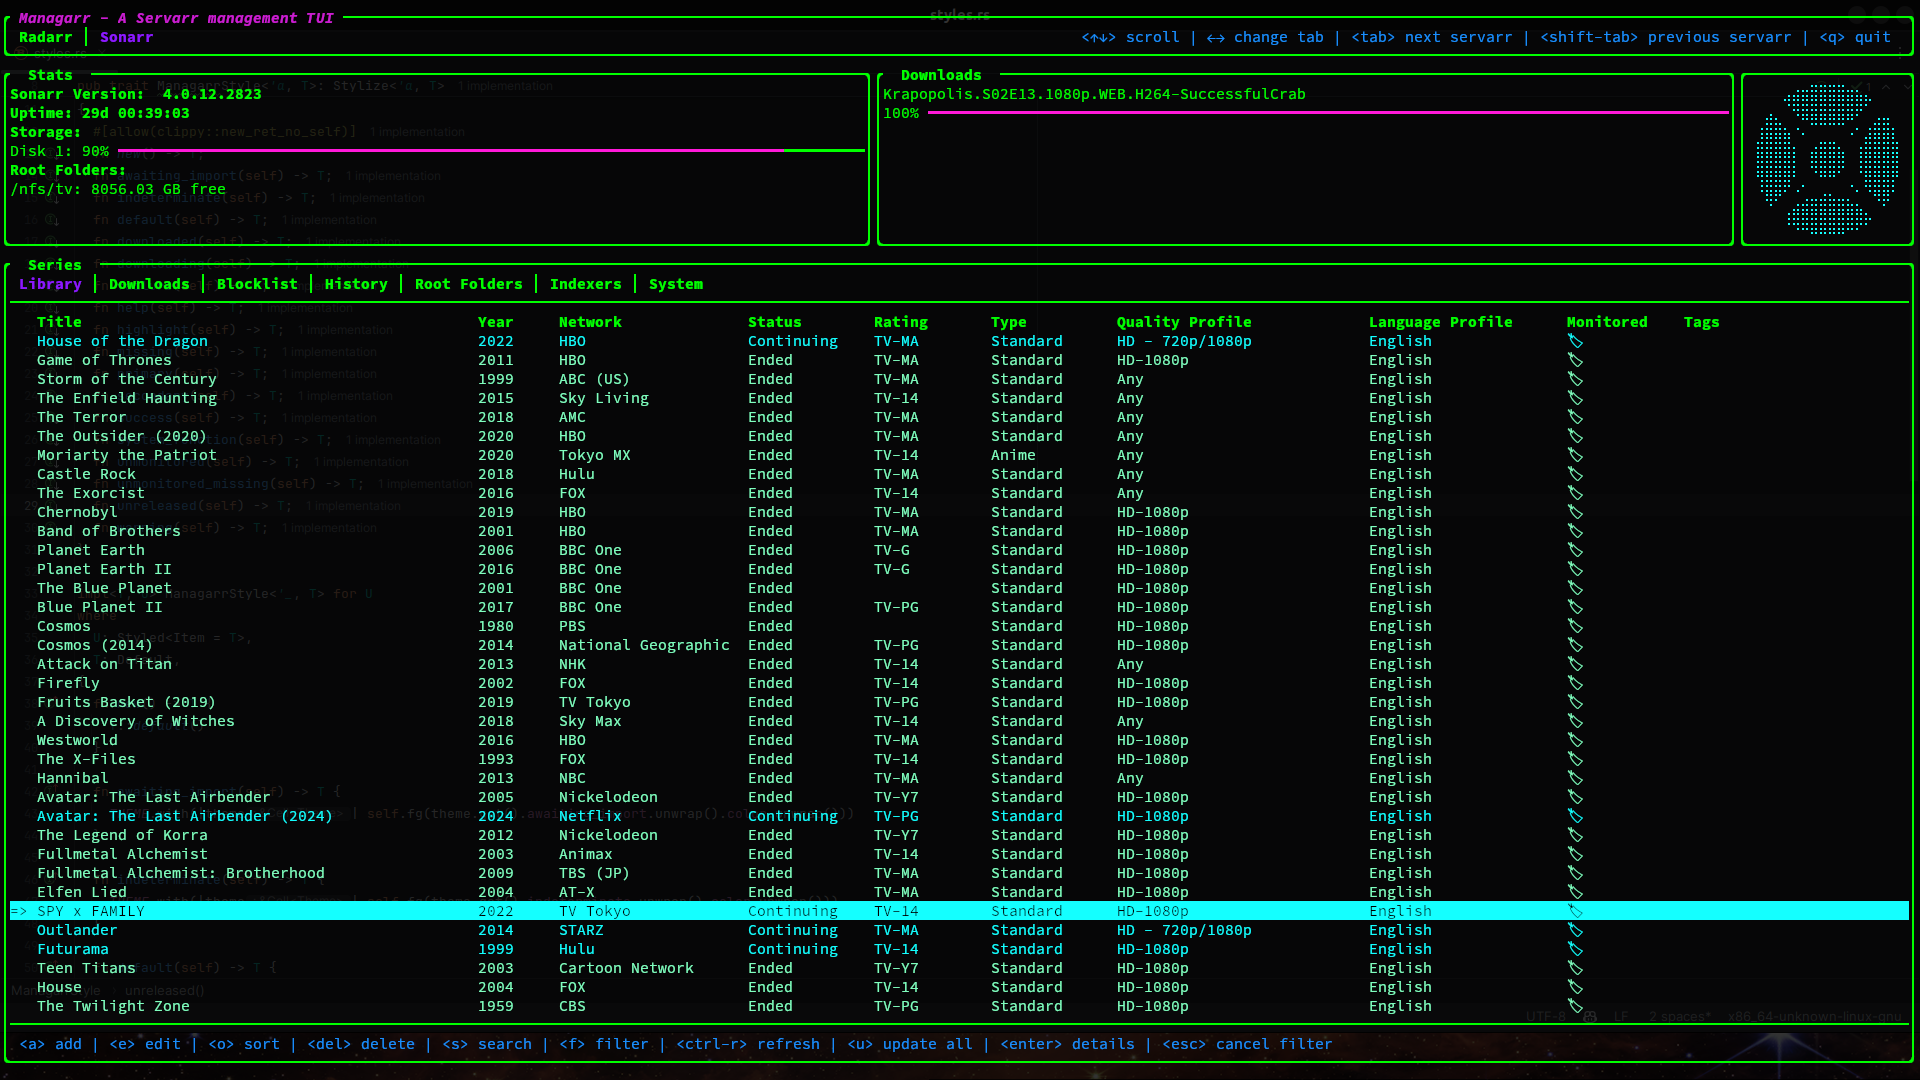 Managarr - A Servarr management TUI
Radarr | Sonarr
<↑↓> scroll | ↔ change tab | <tab> next servarr | <shift-tab> previous servarr | <q> quit
Stats
Sonarr Version: 4.0.12.2823
Uptime: 29d 00:39:03
Storage:
Disk 1: 90%
Root Folders:
/nfs/tv: 8056.03 GB free
Downloads
Krapopolis.S02E13.1080p.WEB.H264-SuccessfulCrab
100%
Series
Library | Downloads | Blocklist | History | Root Folders | Indexers | System
Title Year Network Status Rating Type Quality Profile Language Profile Monitored Tags
House of the Dragon 2022 HBO Continuing TV-MA Standard HD - 720p/1080p English
Game of Thrones 2011 HBO Ended TV-MA Standard HD-1080p English
Storm of the Century 1999 ABC (US) Ended TV-MA Standard Any English
The Enfield Haunting 2015 Sky Living Ended TV-14 Standard Any English
The Terror 2018 AMC Ended TV-MA Standard Any English
The Outsider (2020) 2020 HBO Ended TV-MA Standard Any English
Moriarty the Patriot 2020 Tokyo MX Ended TV-14 Anime Any English
Castle Rock 2018 Hulu Ended TV-MA Standard Any English
The Exorcist 2016 FOX Ended TV-14 Standard Any English
Chernobyl 2019 HBO Ended TV-MA Standard HD-1080p English
Band of Brothers 2001 HBO Ended TV-MA Standard HD-1080p English
Planet Earth 2006 BBC One Ended TV-G Standard HD-1080p English
Planet Earth II 2016 BBC One Ended TV-G Standard HD-1080p English
The Blue Planet 2001 BBC One Ended Standard HD-1080p English
Blue Planet II 2017 BBC One Ended TV-PG Standard HD-1080p English
Cosmos 1980 PBS Ended Standard HD-1080p English
Cosmos (2014) 2014 National Geographic Ended TV-PG Standard HD-1080p English
Attack on Titan 2013 NHK Ended TV-14 Standard Any English
Firefly 2002 FOX Ended TV-14 Standard HD-1080p English
Fruits Basket (2019) 2019 TV Tokyo Ended TV-PG Standard HD-1080p English
A Discovery of Witches 2018 Sky Max Ended TV-14 Standard Any English
Westworld 2016 HBO Ended TV-MA Standard HD-1080p English
The X-Files 1993 FOX Ended TV-14 Standard HD-1080p English
Hannibal 2013 NBC Ended TV-MA Standard Any English
Avatar: The Last Airbender 2005 Nickelodeon Ended TV-Y7 Standard HD-1080p English
Avatar: The Last Airbender (2024) 2024 Netflix Continuing TV-PG Standard HD-1080p English
The Legend of Korra 2012 Nickelodeon Ended TV-Y7 Standard HD-1080p English
Fullmetal Alchemist 2003 Animax Ended TV-14 Standard HD-1080p English
Fullmetal Alchemist: Brotherhood 2009 TBS (JP) Ended TV-MA Standard HD-1080p English
Elfen Lied 2004 AT-X Ended TV-MA Standard HD-1080p English
=> SPY x FAMILY 2022 TV Tokyo Continuing TV-14 Standard HD-1080p English
Outlander 2014 STARZ Continuing TV-MA Standard HD - 720p/1080p English
Futurama 1999 Hulu Continuing TV-14 Standard HD-1080p English
Teen Titans 2003 Cartoon Network Ended TV-Y7 Standard HD-1080p English
House 2004 FOX Ended TV-14 Standard HD-1080p English
The Twilight Zone 1959 CBS Ended TV-PG Standard HD-1080p English
<a> add | <e> edit | <o> sort | <del> delete | <s> search | <f> filter | <ctrl-r> refresh | <u> update all | <enter> details | <esc> cancel filter